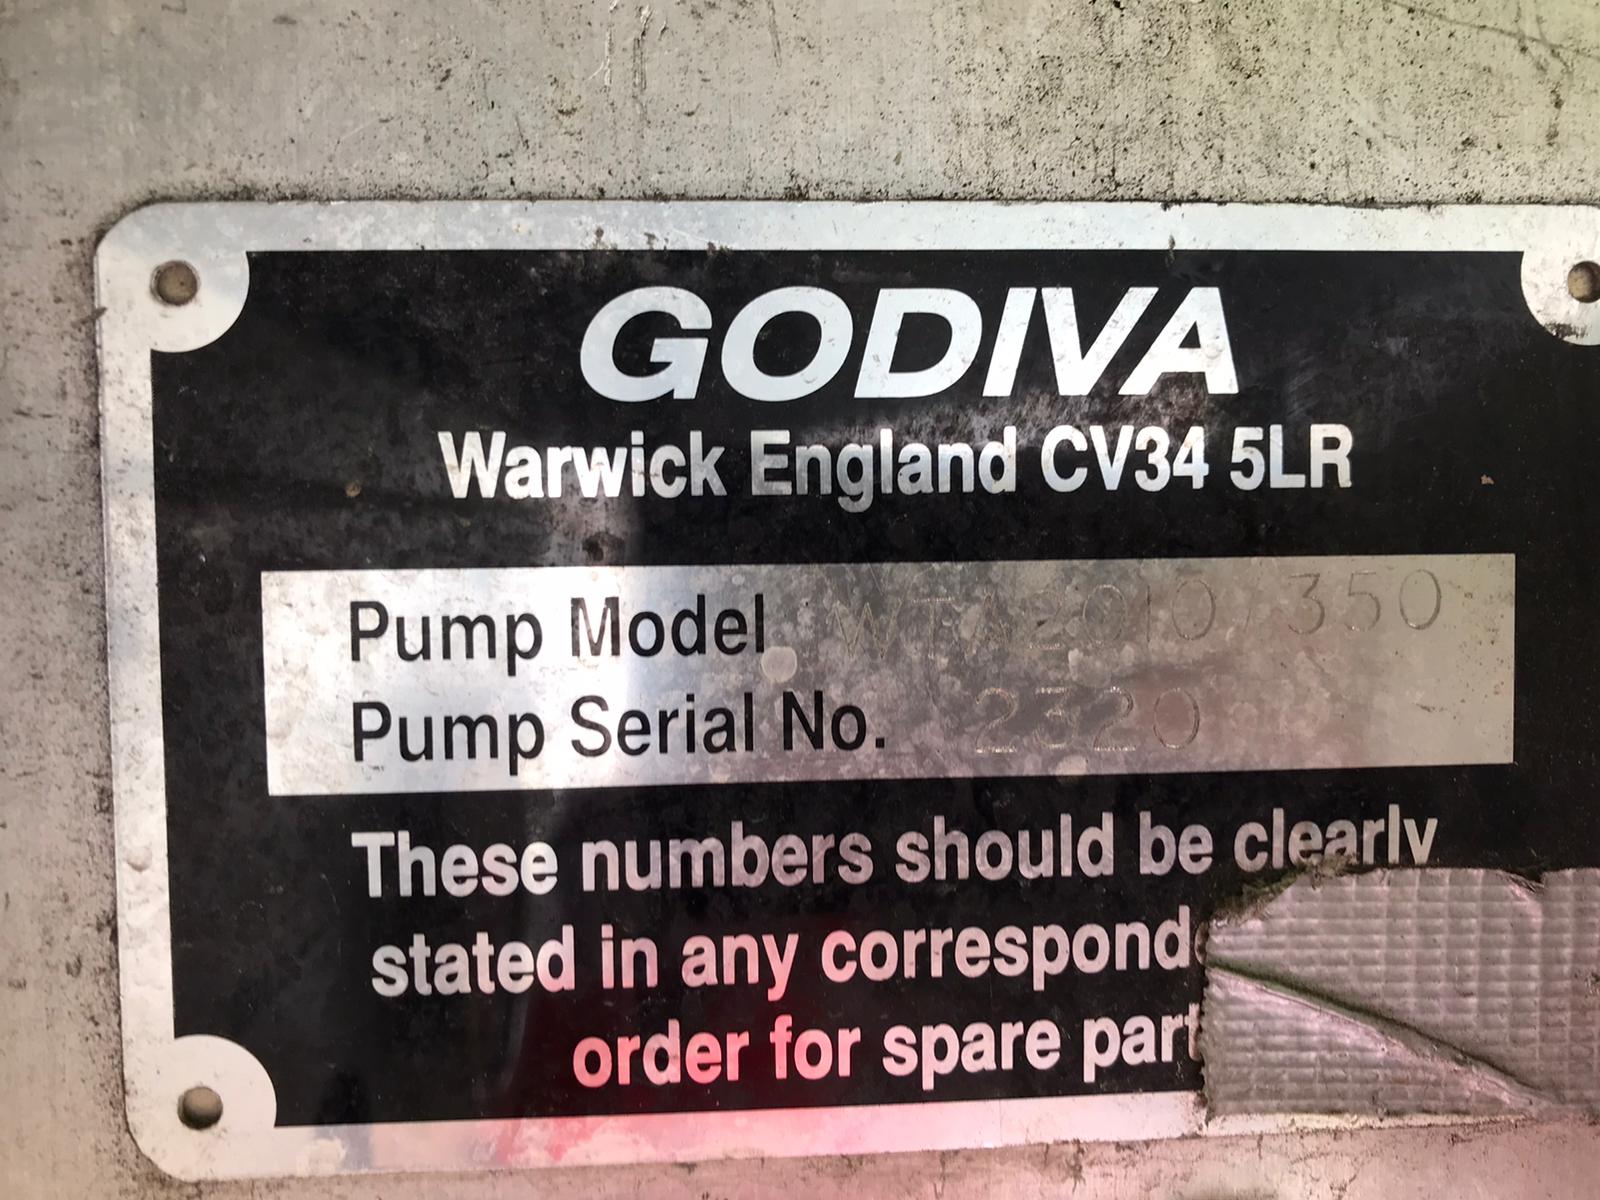 GODIVA
Warwick England CV34 5LR
Pump Model WTA2010/350
Pump Serial No. 2320
These numbers should be clearly
stated in any correspond
order for spare part